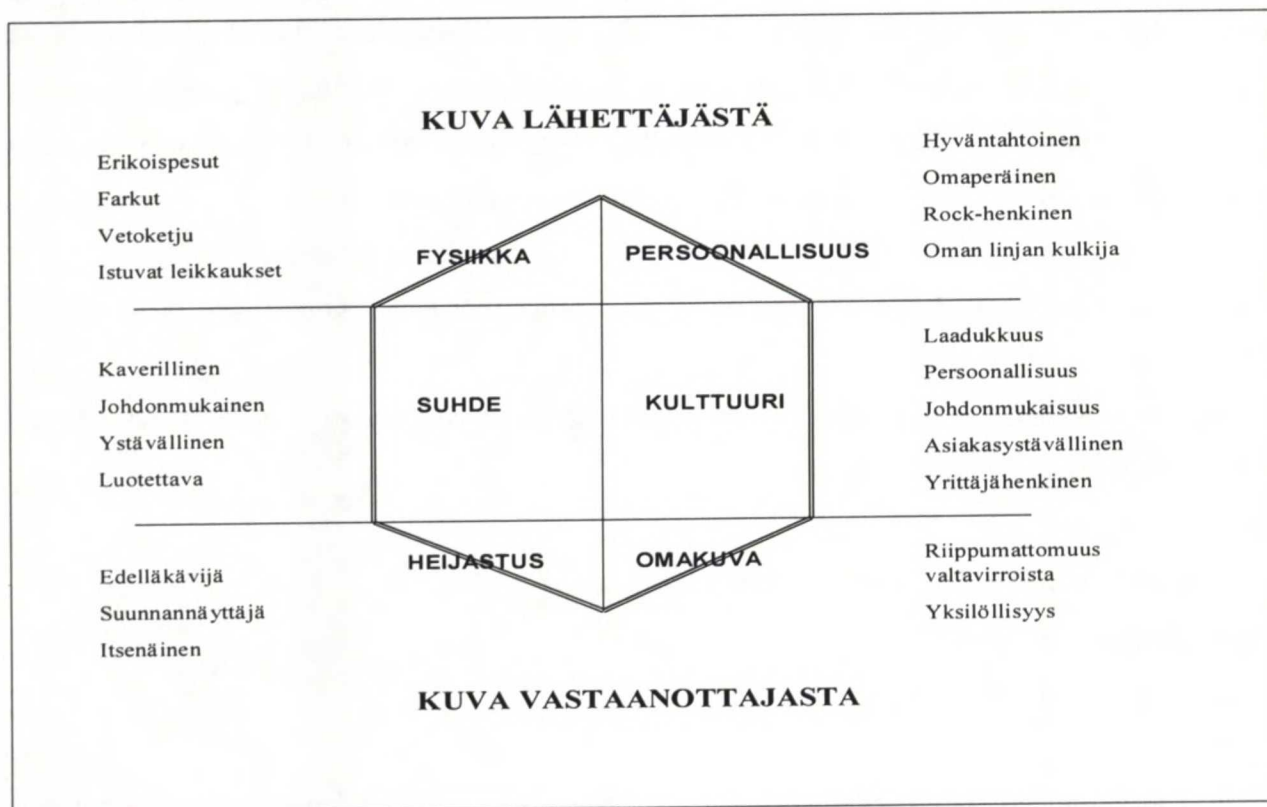 KUVA LÄHETTÄJÄSTÄ
Erikoispesut
Farkut
Vetoketju
Istuvat leikkaukset
FYSIIKKA
PERSOONALLISUUS
Hyväntahtoinen
Omaperäinen
Rock-henkinen
Oman linjan kulkija
Kaverillinen
Johdonmukainen
Ystävällinen
Luotettava
SUHDE
KULTTUURI
Laadukkuus
Persoonallisuus
Johdonmukaisuus
Asiakasystävällinen
Yrittäjähenkinen
Edelläkävijä
Suunnannäyttäjä
Itsenäinen
HEIJASTUS
OMAKUVA
Riippumattomuus
valtavirroista
Yksilöllisyys
KUVA VASTAANOTTAJASTA